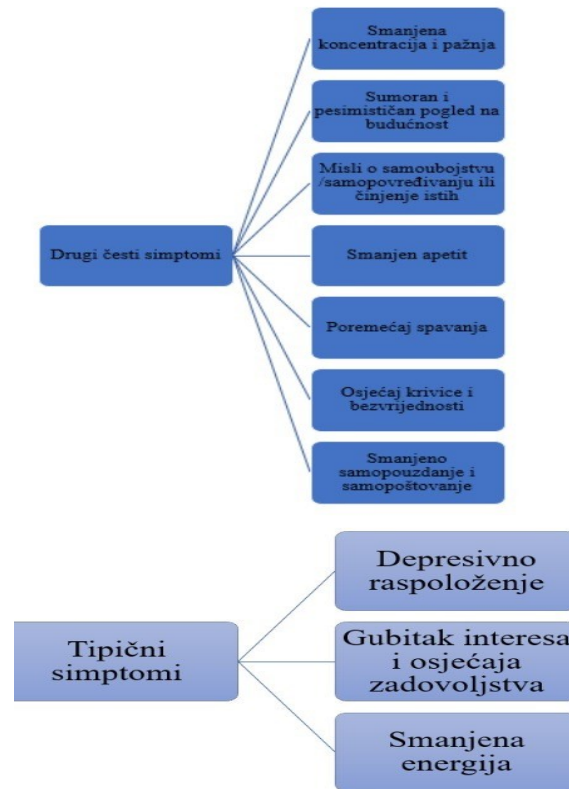 Smanjena
koncentracija i pažnja
Sumoran i
pesimističan pogled na
budućnost
Misli o samoubojstvu
/samopovređivanju ili
činjenje istih
Drugi česti simptomi
Smanjen apetit
Poremećaj spavanja
Osjećaj krivice i
bezvrijednosti
Smanjeno
samopouzdanje i
samopoštovanje
Depresivno
raspoloženje
Tipični
simptomi
Gubitak interesa
i osjećaja
zadovoljstva
Smanjena
energija